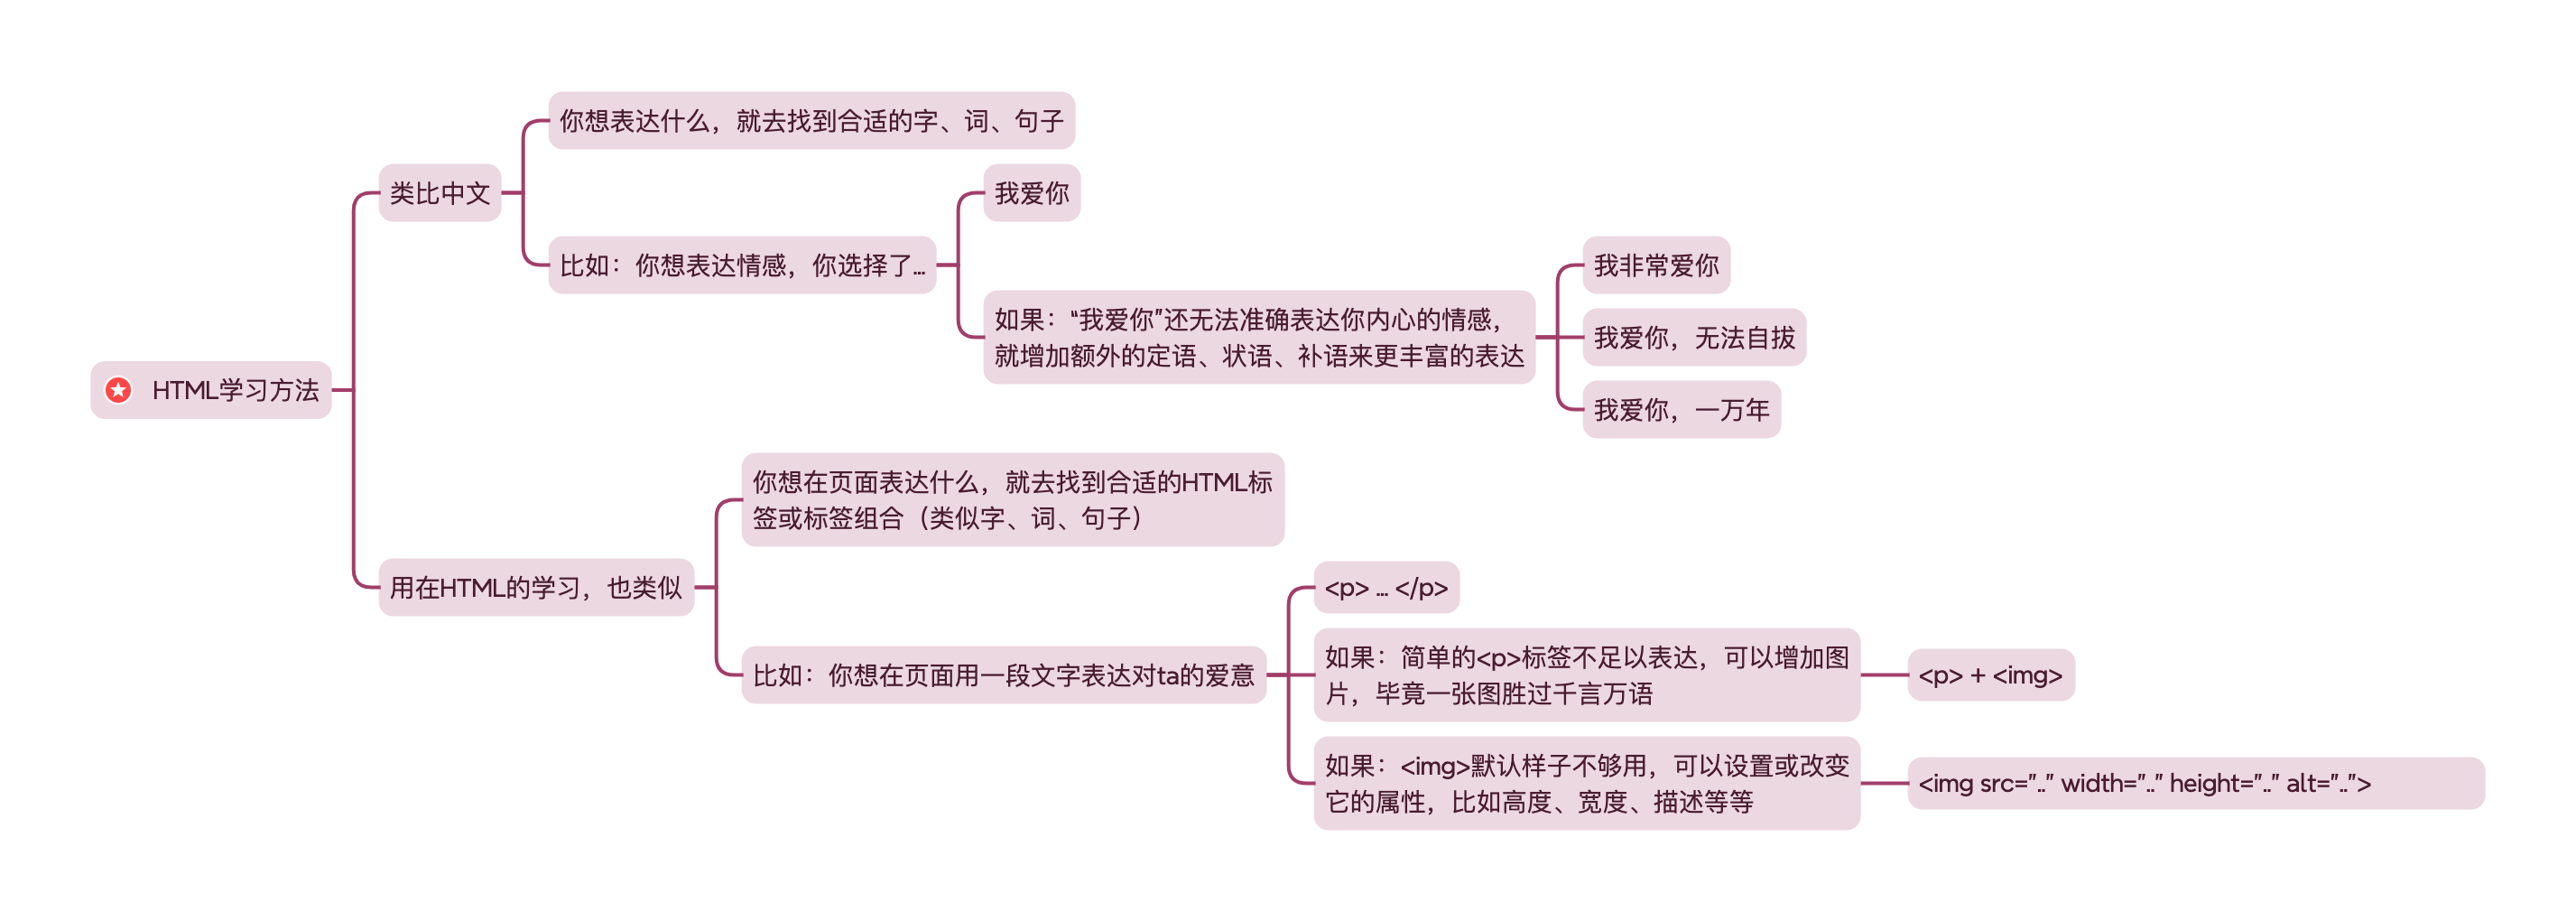 HTML学习方法
类比中文
你想表达什么，就去找到合适的字、词、句子
比如：你想表达情感，你选择了...
我爱你
如果：“我爱你”还无法准确表达你内心的情感，
就增加额外的定语、状语、补语来更丰富的表达
我非常爱你
我爱你，无法自拔
我爱你，一万年
用在HTML的学习，也类似
你想在页面表达什么，就去找到合适的HTML标
签或标签组合（类似字、词、句子）
比如：你想在页面用一段文字表达对ta的爱意
<p> ... </p>
如果：简单的<p>标签不足以表达，可以增加图
片，毕竟一张图胜过千言万语
<p> + <img>
如果：<img>默认样子不够用，可以设置或改变
它的属性，比如高度、宽度、描述等等
<img src=".." width=".." height=".." alt="..">